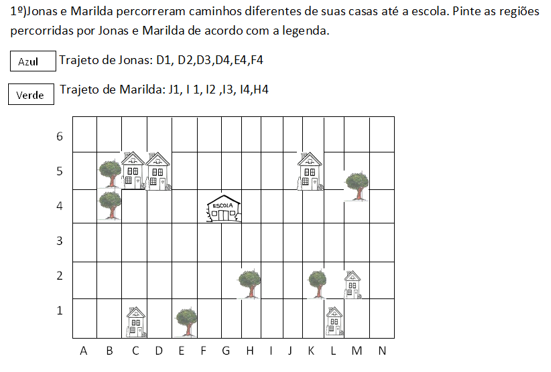 1º)Jonas e Marilda percorreram caminhos diferentes de suas casas até a escola. Pinte as regiões
percorridas por Jonas e Marilda de acordo com a legenda.
Azul Trajeto de Jonas: D1, D2,D3,D4,E4,F4
Verde Trajeto de Marilda: J1, I 1, I2 ,I3, I4,H4
6
5
4 ESCOLA
3
2
1
A B C D E F G H I J K L M N